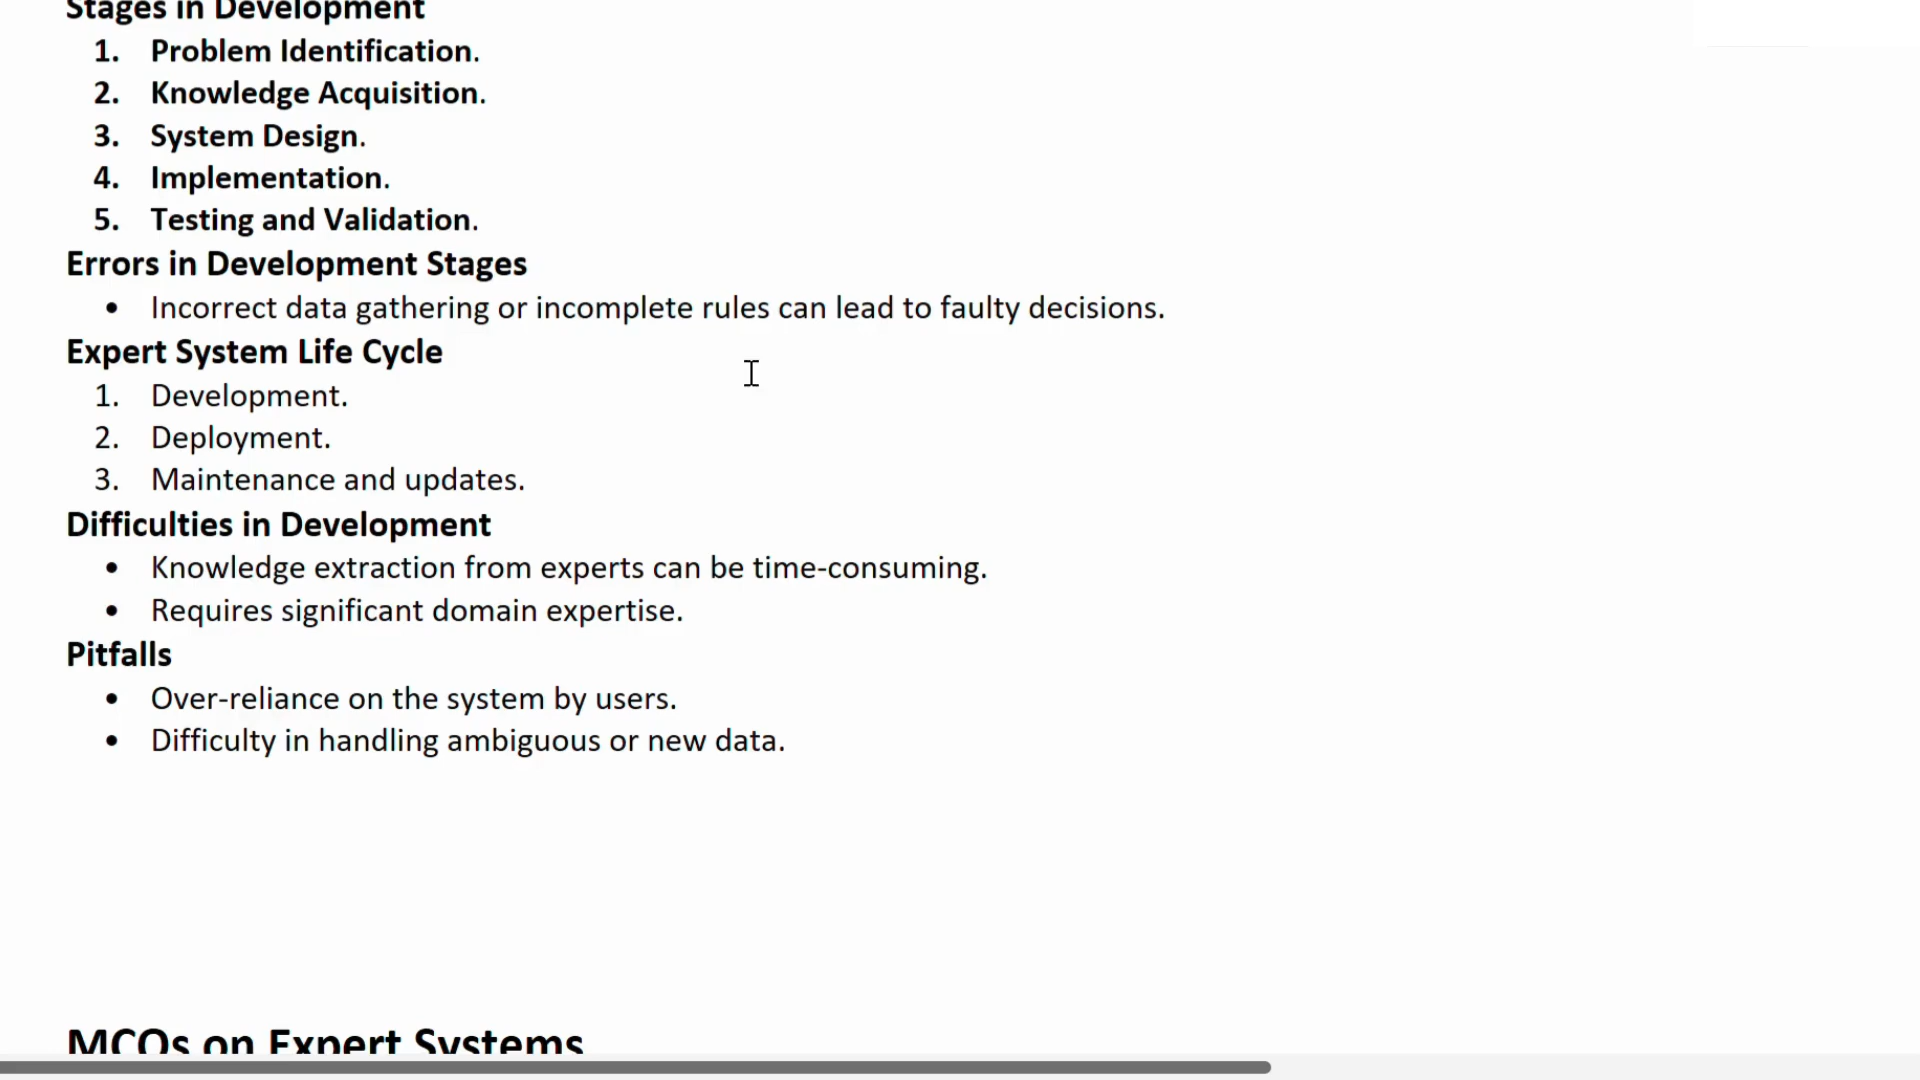 Stages in Development
1. Problem Identification.
2. Knowledge Acquisition.
3. System Design.
4. Implementation.
5. Testing and Validation.
Errors in Development Stages
• Incorrect data gathering or incomplete rules can lead to faulty decisions.
Expert System Life Cycle
1. Development.
2. Deployment.
3. Maintenance and updates.
Difficulties in Development
• Knowledge extraction from experts can be time-consuming.
• Requires significant domain expertise.
Pitfalls
• Over-reliance on the system by users.
• Difficulty in handling ambiguous or new data.
MCQs on Expert Systems